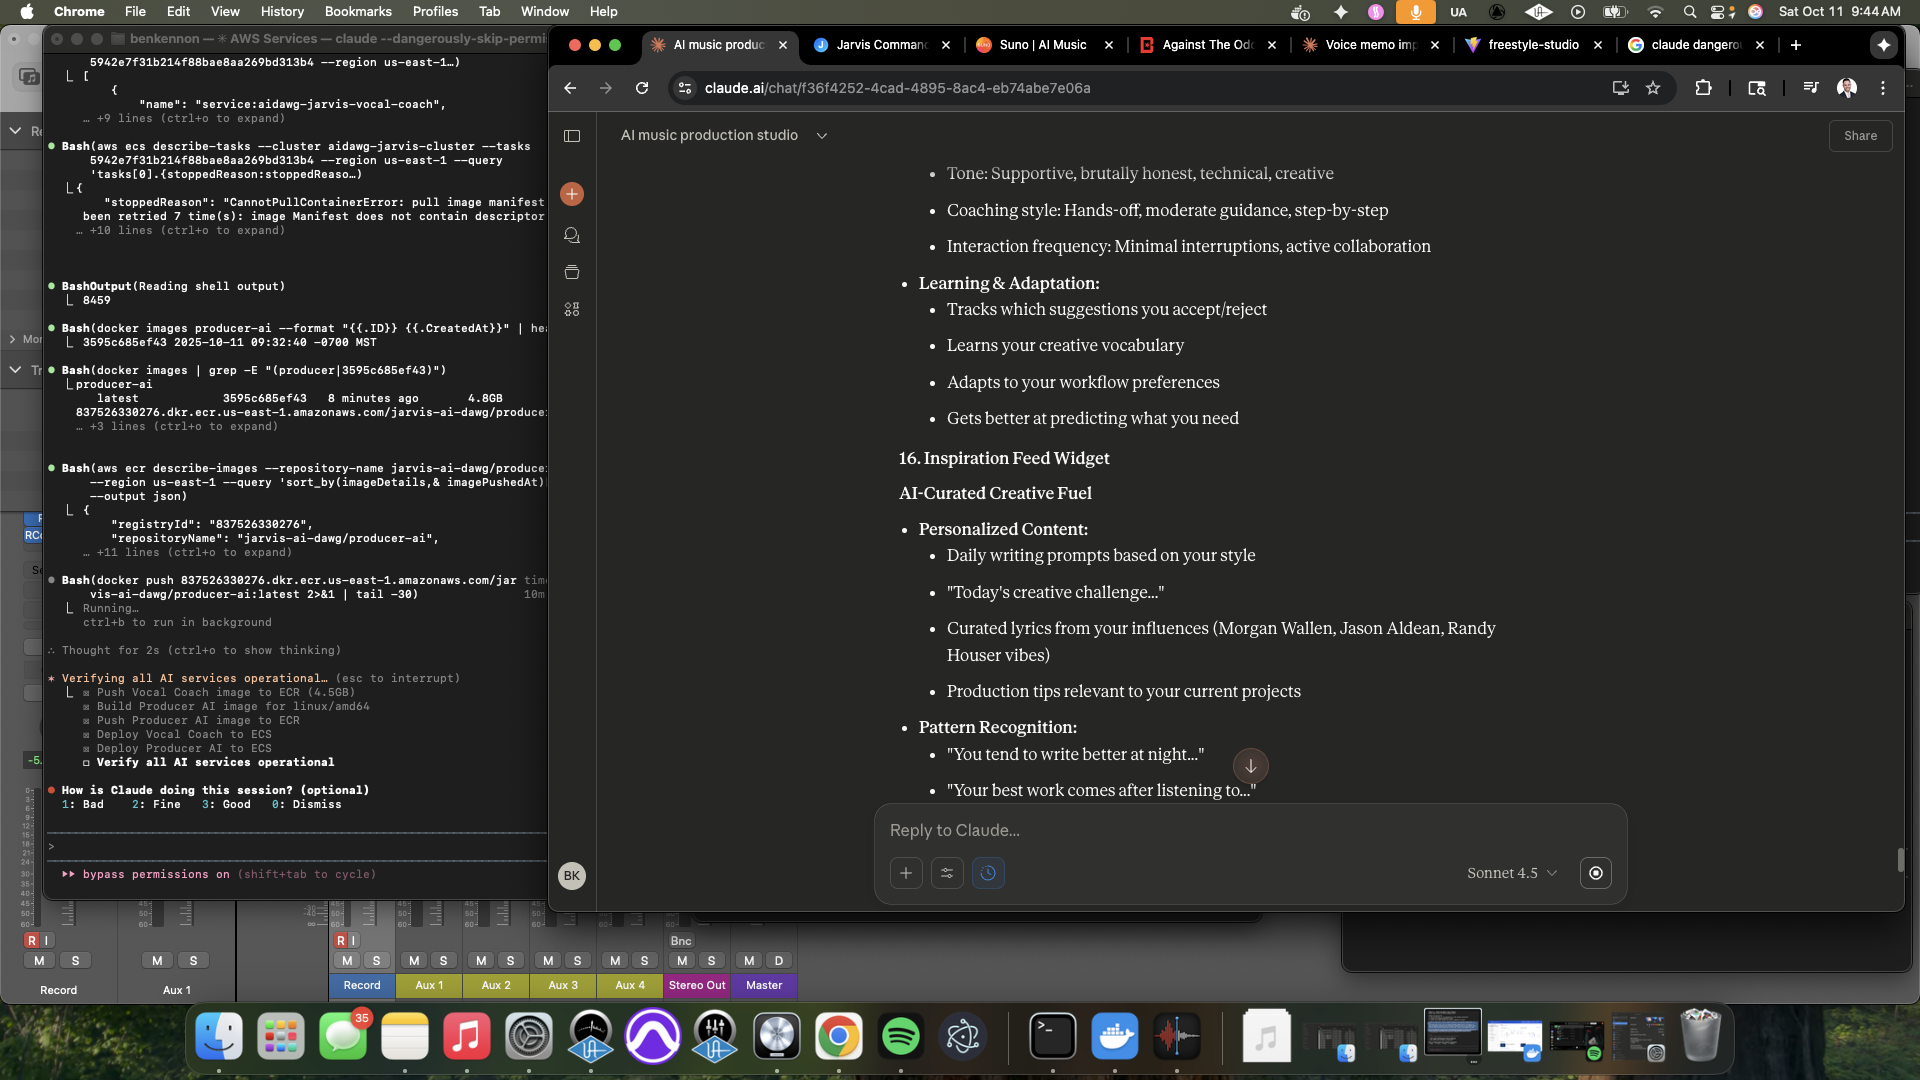 Chrome File Edit View History Bookmarks Profiles Tab Window Help
UA
Sat Oct 11 9:44 AM
benkennon — ✳ AWS Services — claude --dangerously-skip-permis
5942e7f31b214f88bae8aa269bd313b4 --region us-east-1…)
[
{
"name": "service:aidawg-jarvis-vocal-coach",
… +9 lines (ctrl+o to expand)
Bash(aws ecs describe-tasks --cluster aidawg-jarvis-cluster --tasks
5942e7f31b214f88bae8aa269bd313b4 --region us-east-1 --query
'tasks[0].{stoppedReason:stoppedReaso…)
{
"stoppedReason": "CannotPullContainerError: pull image manifest
been retried 7 time(s): image Manifest does not contain descriptor
… +10 lines (ctrl+o to expand)
BashOutput(Reading shell output)
8459
Bash(docker images producer-ai --format "{{.ID}} {{.CreatedAt}}" | hea
3595c685ef43 2025-10-11 09:32:40 -0700 MST
Bash(docker images | grep -E "(producer|3595c685ef43)")
producer-ai
latest 3595c685ef43 8 minutes ago 4.8GB
837526330276.dkr.ecr.us-east-1.amazonaws.com/jarvis-ai-dawg/producer
… +3 lines (ctrl+o to expand)
Bash(aws ecr describe-images --repository-name jarvis-ai-dawg/produce
--region us-east-1 --query 'sort_by(imageDetails,& imagePushedAt)
--output json)
{
"registryId": "837526330276",
"repositoryName": "jarvis-ai-dawg/producer-ai",
… +11 lines (ctrl+o to expand)
Bash(docker push 837526330276.dkr.ecr.us-east-1.amazonaws.com/jar time
vis-ai-dawg/producer-ai:latest 2>&1 | tail -30) 10m
Running…
ctrl+b to run in background
∴ Thought for 2s (ctrl+o to show thinking)
✶ Verifying all AI services operational… (esc to interrupt)
☒ Push Vocal Coach image to ECR (4.5GB)
☒ Build Producer AI image for linux/amd64
☒ Push Producer AI image to ECR
☒ Deploy Vocal Coach to ECS
☒ Deploy Producer AI to ECS
☐ Verify all AI services operational
How is Claude doing this session? (optional)
1: Bad 2: Fine 3: Good 0: Dismiss
>
bypass permissions on (shift+tab to cycle)
AI music produc
Jarvis Comman
Suno | AI Music
Against The Od
Voice memo im
freestyle-studio
claude dangero
claude.ai/chat/f36f4252-4cad-4895-8ac4-eb74abe7e06a
AI music production studio
Share
• Tone: Supportive, brutally honest, technical, creative
• Coaching style: Hands-off, moderate guidance, step-by-step
• Interaction frequency: Minimal interruptions, active collaboration
• Learning & Adaptation:
• Tracks which suggestions you accept/reject
• Learns your creative vocabulary
• Adapts to your workflow preferences
• Gets better at predicting what you need
16. Inspiration Feed Widget
AI-Curated Creative Fuel
• Personalized Content:
• Daily writing prompts based on your style
• "Today's creative challenge..."
• Curated lyrics from your influences (Morgan Wallen, Jason Aldean, Randy
Houser vibes)
• Production tips relevant to your current projects
• Pattern Recognition:
• "You tend to write better at night..."
• "Your best work comes after listening to..."
Reply to Claude...
Sonnet 4.5
BK
R I
M S
Record
M S
Aux 1
R I
M S
Record
M S
Aux 1
M S
Aux 2
M S
Aux 3
M S
Aux 4
Bnc
M S
Stereo Out
M D
Master
35